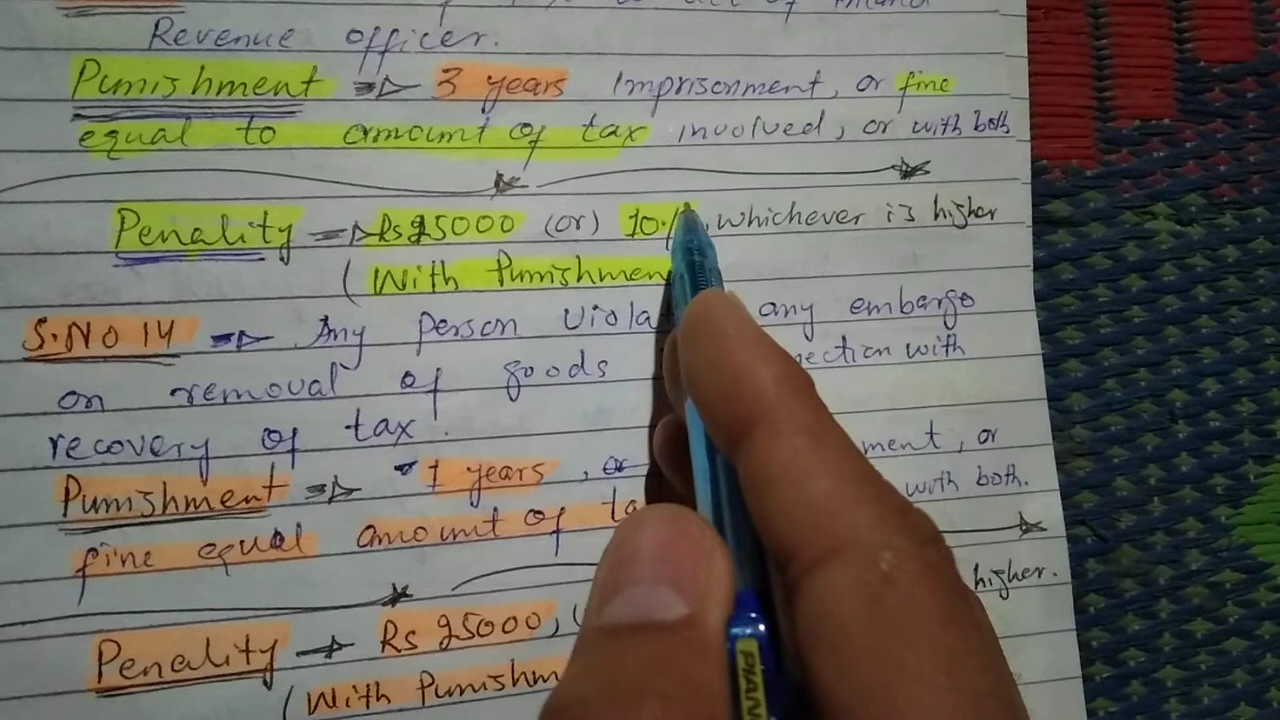 Revenue officer.
Punishment ⇒ 3 years Imprisonment, or fine
equal to amount of tax involved, or with both
Penality ⇒ Rs 25000 (or) 10%, whichever is higher
(With Punishmen
S.NO 14 ⇒ Any person viola any embargo
on removal of goods nection with
recovery of tax.
Punishment ⇒ 1 years, or ment, or
fine equal amount of ta with both.
higher.
Penality → Rs 25000, (
(With Punishm
PIAN